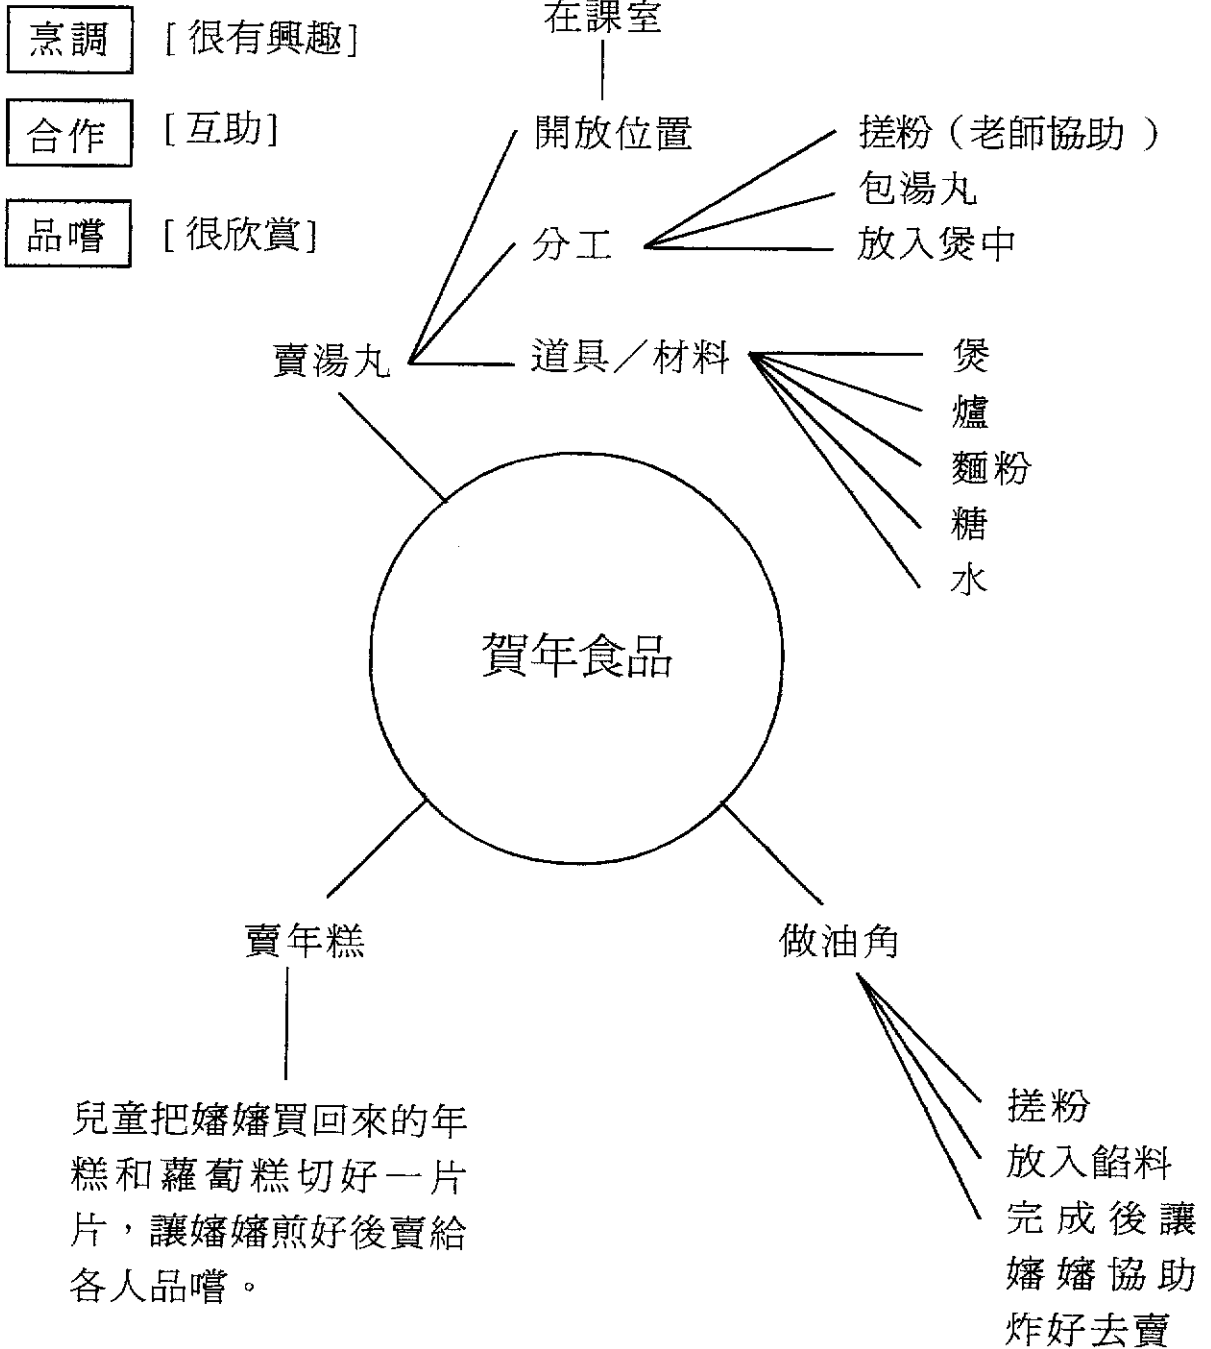 烹調 [很有興趣]
合作 [互助]
品嚐 [很欣賞]
在課室
開放位置
分工
搓粉（老師協助）
包湯丸
放入煲中
賣湯丸
道具／材料
煲
爐
麵粉
糖
水
賀年食品
賣年糕
兒童把嬸嬸買回來的年
糕和蘿蔔糕切好一片
片，讓嬸嬸煎好後賣給
各人品嚐。
做油角
搓粉
放入餡料
完成後讓
嬸嬸協助
炸好去賣